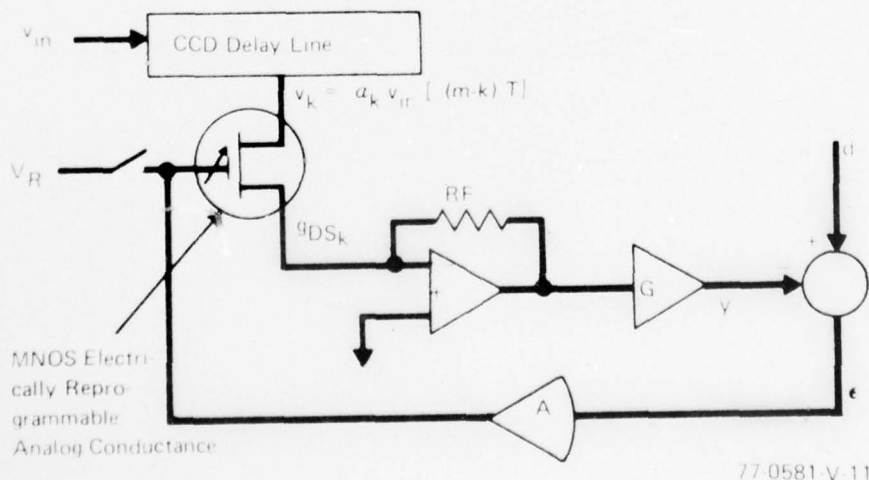 v_in
CCD Delay Line
v_k = a_k v_in [ (m-k) T]
V_R
g_DS_k
RF
d
+
+
G
y
-
MNOS Electri-
cally Repro-
grammable
Analog Conductance
A
ϵ
77-0581-V-11